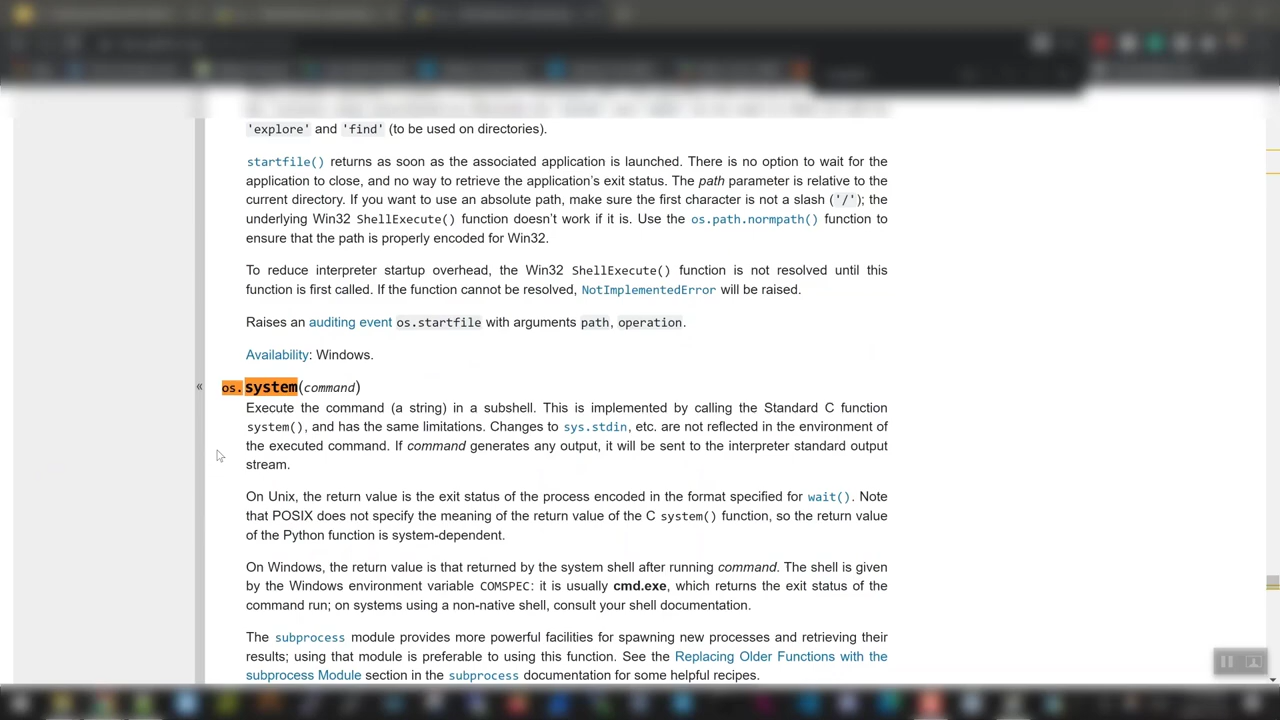 'explore' and 'find' (to be used on directories).
startfile() returns as soon as the associated application is launched. There is no option to wait for the
application to close, and no way to retrieve the application’s exit status. The path parameter is relative to the
current directory. If you want to use an absolute path, make sure the first character is not a slash ('/'); the
underlying Win32 ShellExecute() function doesn’t work if it is. Use the os.path.normpath() function to
ensure that the path is properly encoded for Win32.
To reduce interpreter startup overhead, the Win32 ShellExecute() function is not resolved until this
function is first called. If the function cannot be resolved, NotImplementedError will be raised.
Raises an auditing event os.startfile with arguments path, operation.
Availability: Windows.
« os.system(command)
Execute the command (a string) in a subshell. This is implemented by calling the Standard C function
system(), and has the same limitations. Changes to sys.stdin, etc. are not reflected in the environment of
the executed command. If command generates any output, it will be sent to the interpreter standard output
stream.
On Unix, the return value is the exit status of the process encoded in the format specified for wait(). Note
that POSIX does not specify the meaning of the return value of the C system() function, so the return value
of the Python function is system-dependent.
On Windows, the return value is that returned by the system shell after running command. The shell is given
by the Windows environment variable COMSPEC: it is usually cmd.exe, which returns the exit status of the
command run; on systems using a non-native shell, consult your shell documentation.
The subprocess module provides more powerful facilities for spawning new processes and retrieving their
results; using that module is preferable to using this function. See the Replacing Older Functions with the
subprocess Module section in the subprocess documentation for some helpful recipes.